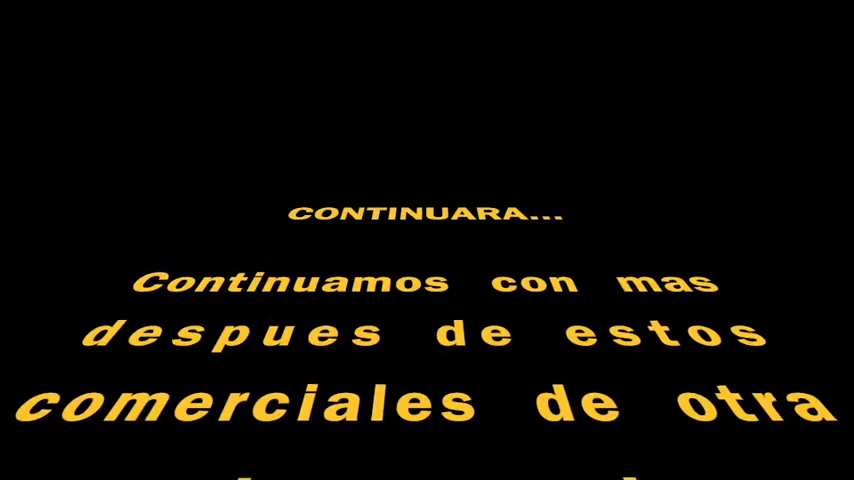 CONTINUARA...
Continuamos con mas
despues de estos
comerciales de otra